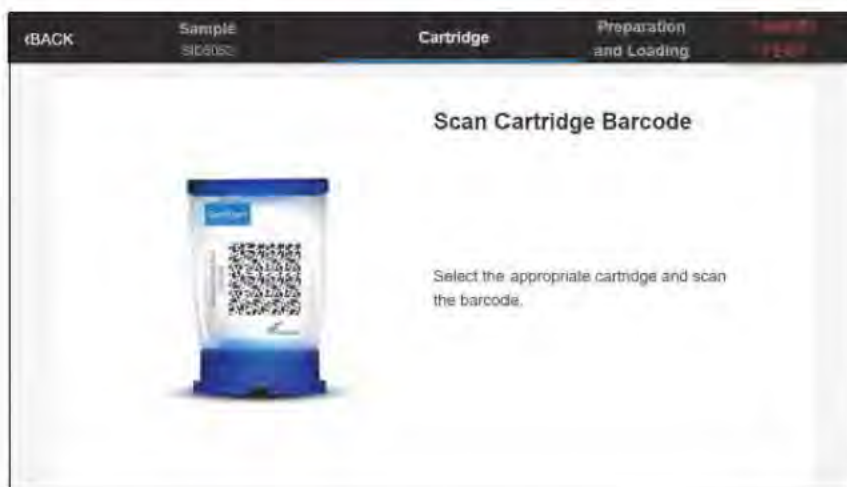 ‹BACK
Sample
Cartridge
Preparation
and Loading
Scan Cartridge Barcode
Select the appropriate cartridge and scan
the barcode.